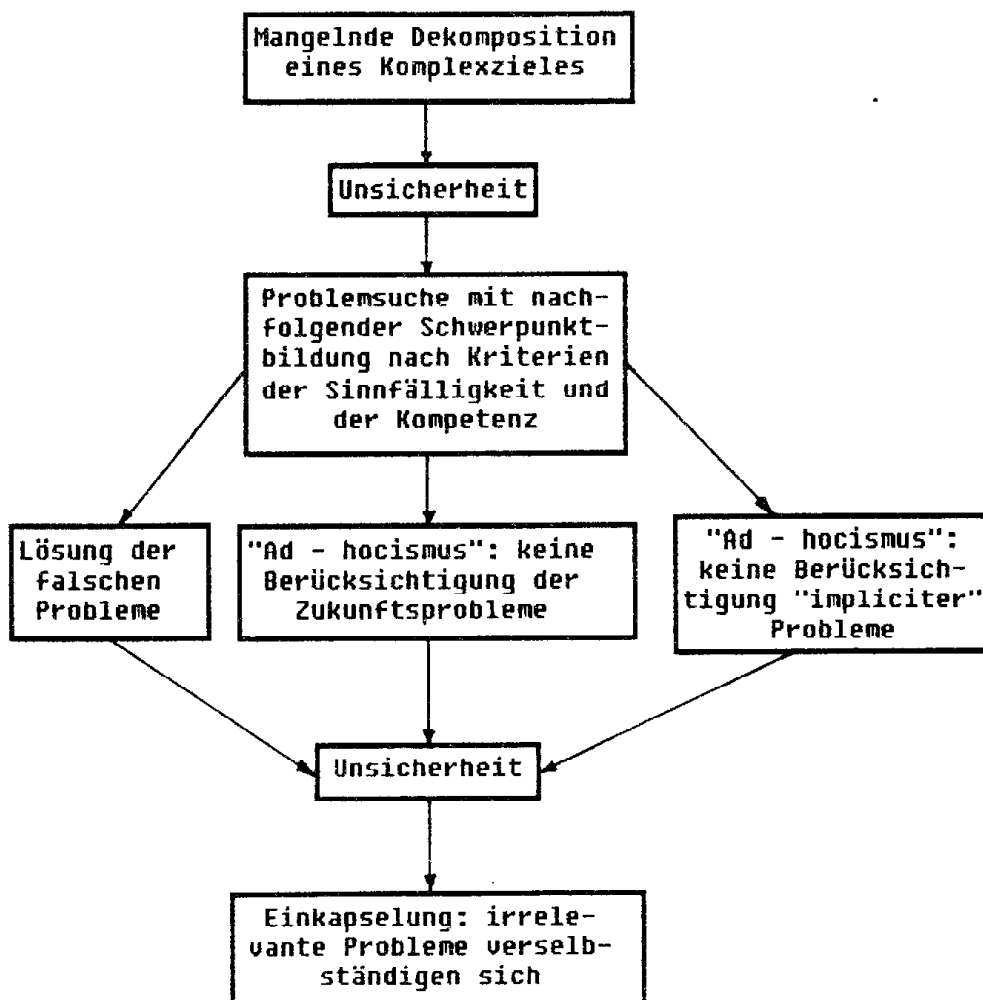 Mangelnde Dekomposition
eines Komplexzieles
Unsicherheit
Problemsuche mit nach-
folgender Schwerpunkt-
bildung nach Kriterien
der Sinnfälligkeit und
der Kompetenz
Lösung der
falschen
Probleme
"Ad - hocismus": keine
Berücksichtigung der
Zukunftsprobleme
"Ad - hocismus":
keine Berücksich-
tigung "impliciter"
Probleme
Unsicherheit
Einkapselung: irrele-
vante Probleme verselb-
ständigen sich